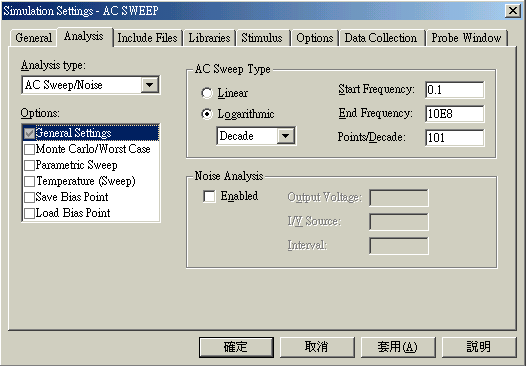 Simulation Settings - AC SWEEP
General Analysis Include Files Libraries Stimulus Options Data Collection Probe Window
Analysis type:
AC Sweep/Noise
Options:
General Settings
Monte Carlo/Worst Case
Parametric Sweep
Temperature (Sweep)
Save Bias Point
Load Bias Point
AC Sweep Type
Linear
Logarithmic
Decade
Start Frequency: 0.1
End Frequency: 10E8
Points/Decade: 101
Noise Analysis
Enabled
Output Voltage:
I/V Source:
Interval:
確定 取消 套用(A) 說明